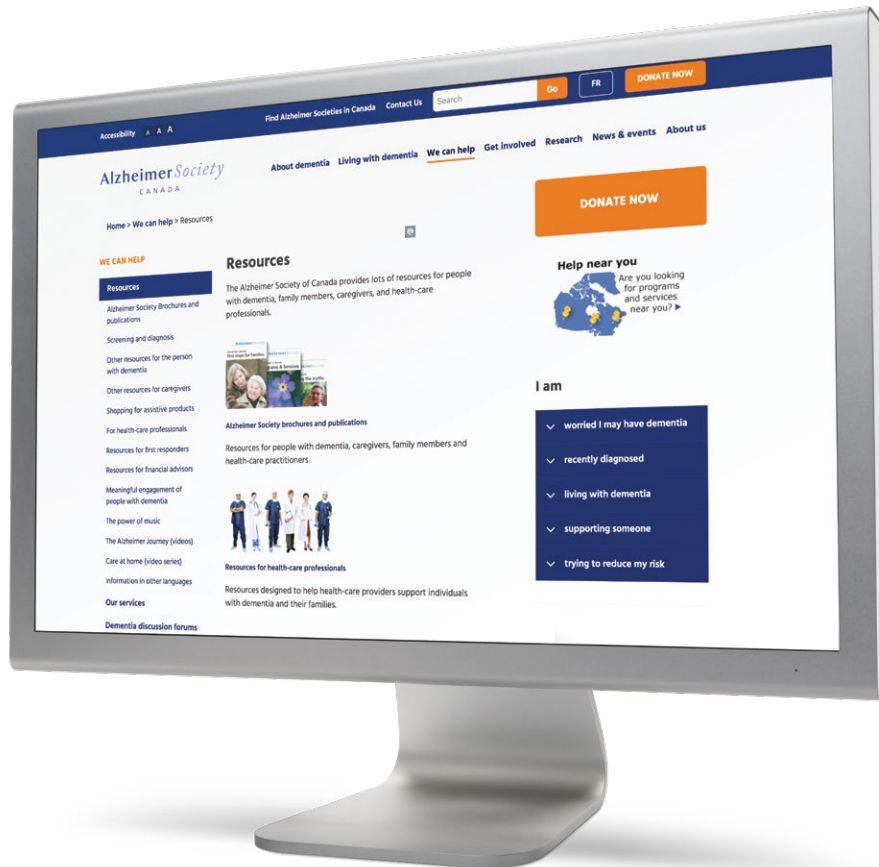 Accessibility A A A
Find Alzheimer Societies in Canada Contact Us Search Go FR DONATE NOW
Alzheimer Society
CANADA
About dementia Living with dementia We can help Get involved Research News & events About us
Home > We can help > Resources
DONATE NOW
WE CAN HELP
Resources
Alzheimer Society Brochures and
publications
Screening and diagnosis
Other resources for the person
with dementia
Other resources for caregivers
Shopping for assistive products
For health-care professionals
Resources for first responders
Resources for financial advisors
Meaningful engagement of
people with dementia
The power of music
The Alzheimer Journey (videos)
Care at home (video series)
Information in other languages
Our services
Dementia discussion forums
Resources
The Alzheimer Society of Canada provides lots of resources for people
with dementia, family members, caregivers, and health-care
professionals.
First steps for families
Programs & Services
Alzheimer Society brochures and publications
Resources for people with dementia, caregivers, family members and
health-care practitioners
Resources for health-care professionals
Resources designed to help health-care providers support individuals
with dementia and their families.
Help near you
Are you looking
for programs
and services
near you?
I am
worried I may have dementia
recently diagnosed
living with dementia
supporting someone
trying to reduce my risk